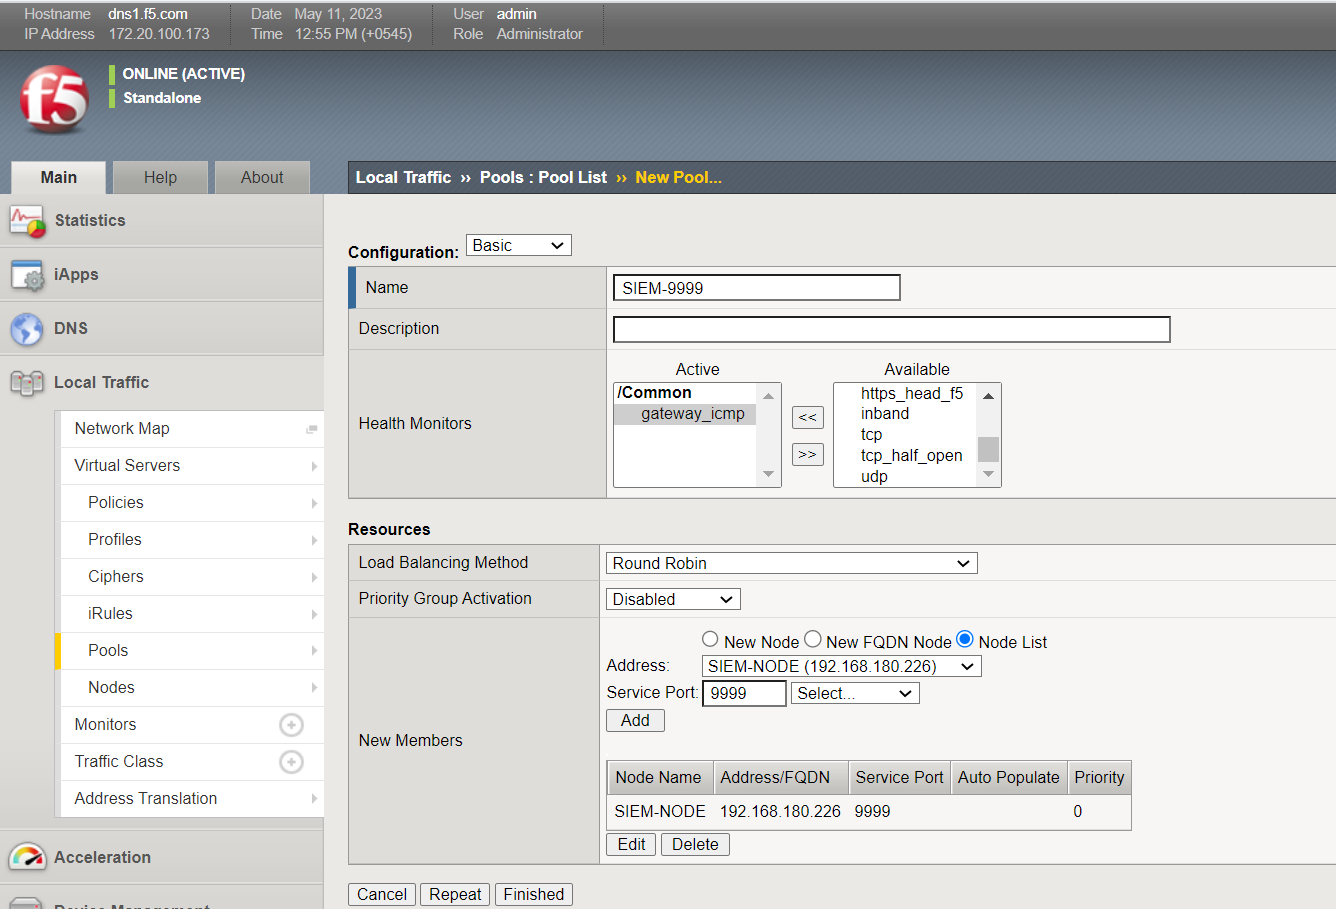 Hostname dns1.f5.com Date May 11, 2023 User admin
IP Address 172.20.100.173 Time 12:55 PM (+0545) Role Administrator
f5
ONLINE (ACTIVE)
Standalone
Main Help About
Local Traffic ›› Pools : Pool List ›› New Pool...
Statistics
iApps
DNS
Local Traffic
Network Map
Virtual Servers
Policies
Profiles
Ciphers
iRules
Pools
Nodes
Monitors
Traffic Class
Address Translation
Acceleration
Device Management
Configuration: Basic
Name SIEM-9999
Description
Health Monitors
Active
/Common
gateway_icmp
<<
>>
Available
https_head_f5
inband
tcp
tcp_half_open
udp
Resources
Load Balancing Method Round Robin
Priority Group Activation Disabled
New Members
New Node New FQDN Node Node List
Address: SIEM-NODE (192.168.180.226)
Service Port: 9999 Select...
Add
Node Name Address/FQDN Service Port Auto Populate Priority
SIEM-NODE 192.168.180.226 9999 0
Edit Delete
Cancel Repeat Finished